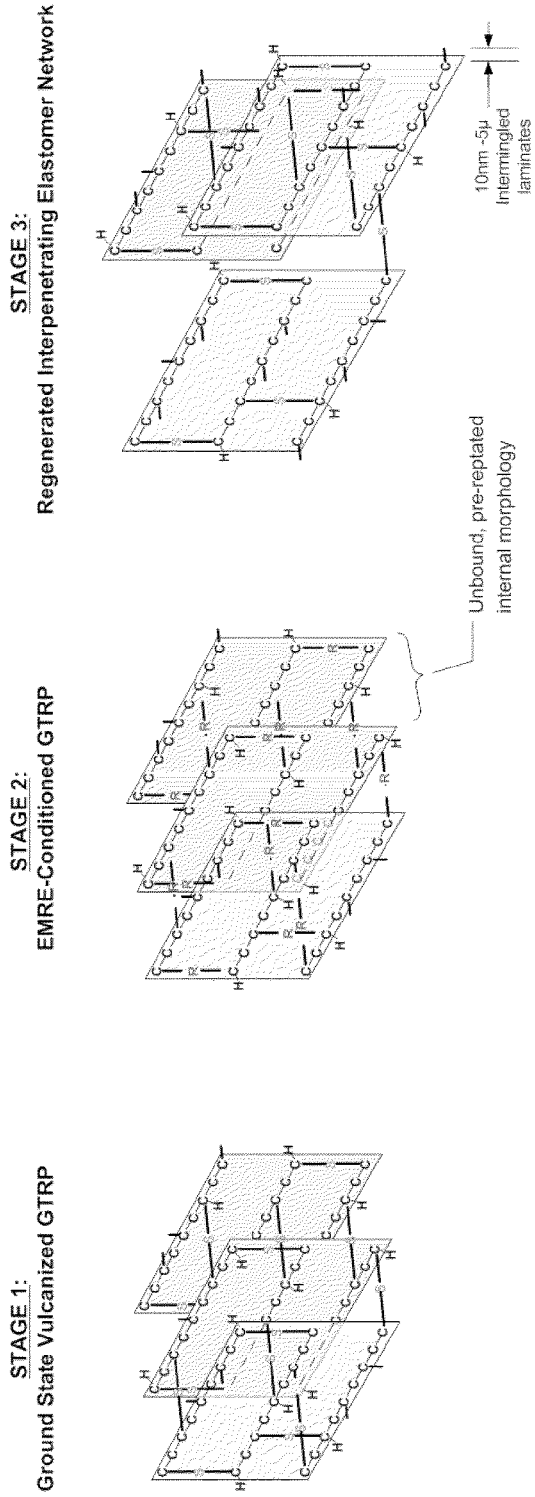 STAGE 1:
Ground State Vulcanized GTRP
STAGE 2:
EMRE-Conditioned GTRP
Unbound, pre-reptated
internal morphology
STAGE 3:
Regenerated Interpenetrating Elastomer Network
10nm -5µ
Intermingled
laminates